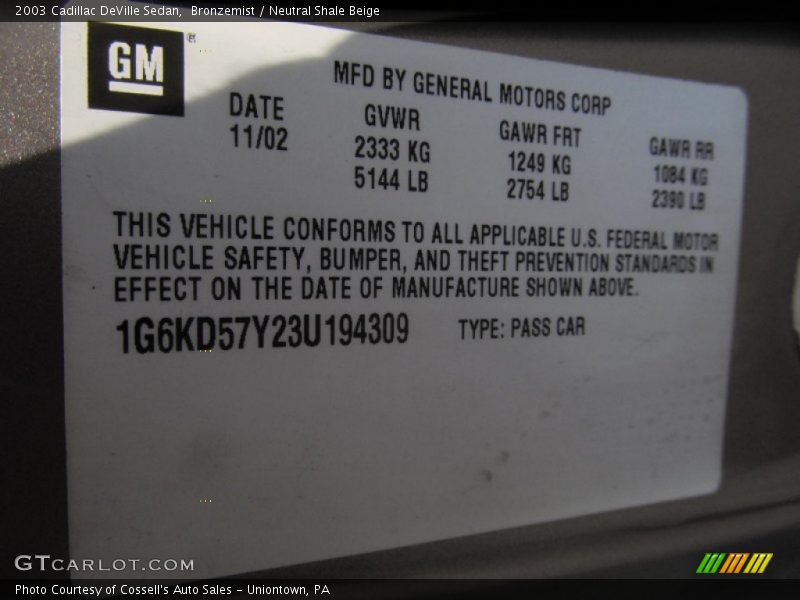 2003 Cadillac DeVille Sedan, Bronzemist / Neutral Shale Beige
GM ®
MFD BY GENERAL MOTORS CORP
DATE GVWR GAWR FRT GAWR RR
11/02 2333 KG 1249 KG 1084 KG
5144 LB 2754 LB 2390 LB
THIS VEHICLE CONFORMS TO ALL APPLICABLE U.S. FEDERAL MOTOR
VEHICLE SAFETY, BUMPER, AND THEFT PREVENTION STANDARDS IN
EFFECT ON THE DATE OF MANUFACTURE SHOWN ABOVE.
1G6KD57Y23U194309 TYPE: PASS CAR
GTCARLOT.COM
Photo Courtesy of Cossell's Auto Sales - Uniontown, PA